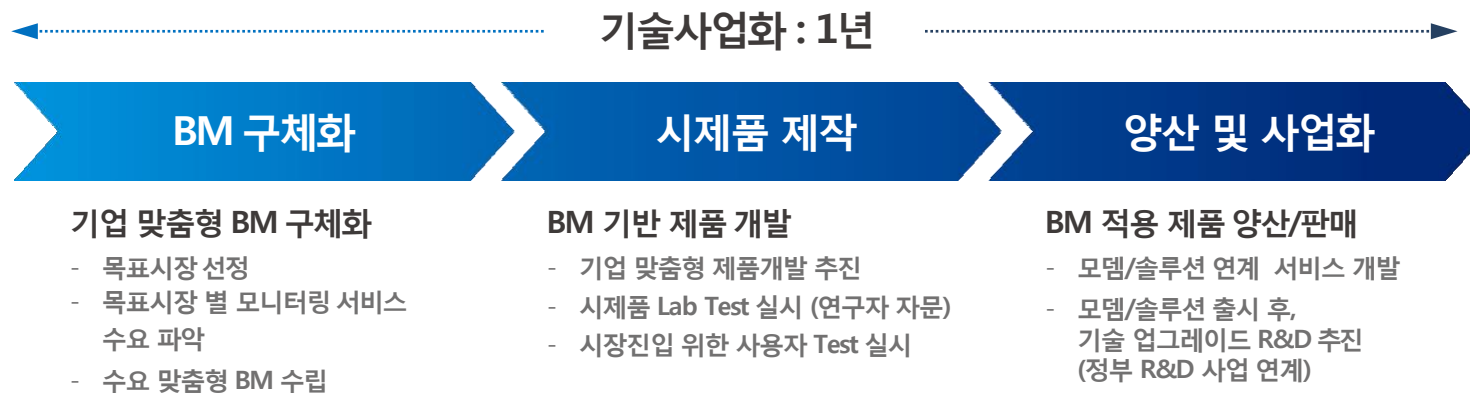 기술사업화 : 1년
BM 구체화
시제품 제작
양산 및 사업화
기업 맞춤형 BM 구체화
- 목표시장 선정
- 목표시장 별 모니터링 서비스
수요 파악
- 수요 맞춤형 BM 수립
BM 기반 제품 개발
- 기업 맞춤형 제품개발 추진
- 시제품 Lab Test 실시 (연구자 자문)
- 시장진입 위한 사용자 Test 실시
BM 적용 제품 양산/판매
- 모뎀/솔루션 연계 서비스 개발
- 모뎀/솔루션 출시 후,
기술 업그레이드 R&D 추진
(정부 R&D 사업 연계)